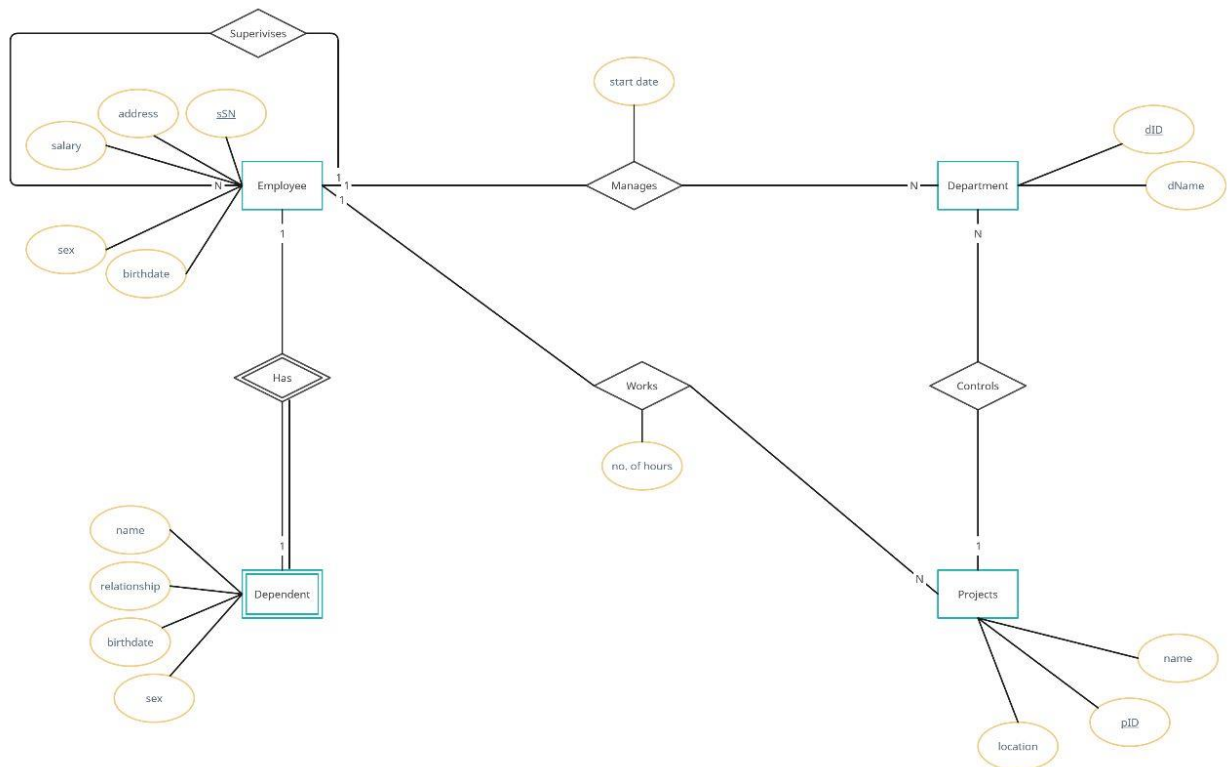 Superivises
start date
address
sSN
salary
dID
N
Employee
1
1
Manages
N
Department
dName
1
1
N
sex
birthdate
Has
Works
Controls
no. of hours
name
1
1
N
relationship
Dependent
Projects
birthdate
sex
name
pID
location